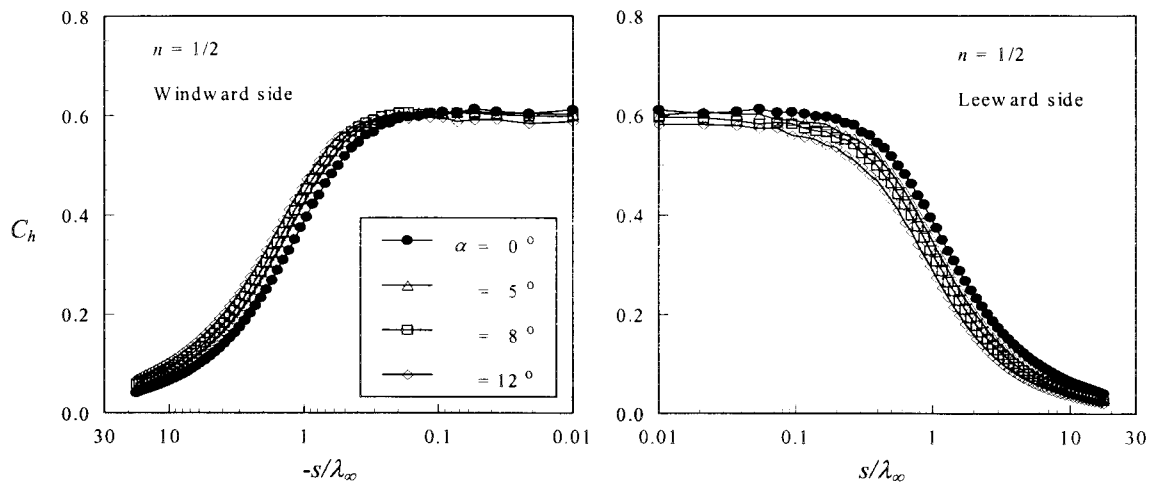 0.8
n = 1/2
Windward side
0.6
0.4
C_h
α = 0°
= 5°
= 8°
= 12°
0.2
0.0
30 10 1 0.1 0.01
-s/λ∞
0.8
n = 1/2
Leeward side
0.6
0.4
0.2
0.0
0.01 0.1 1 10 30
s/λ∞